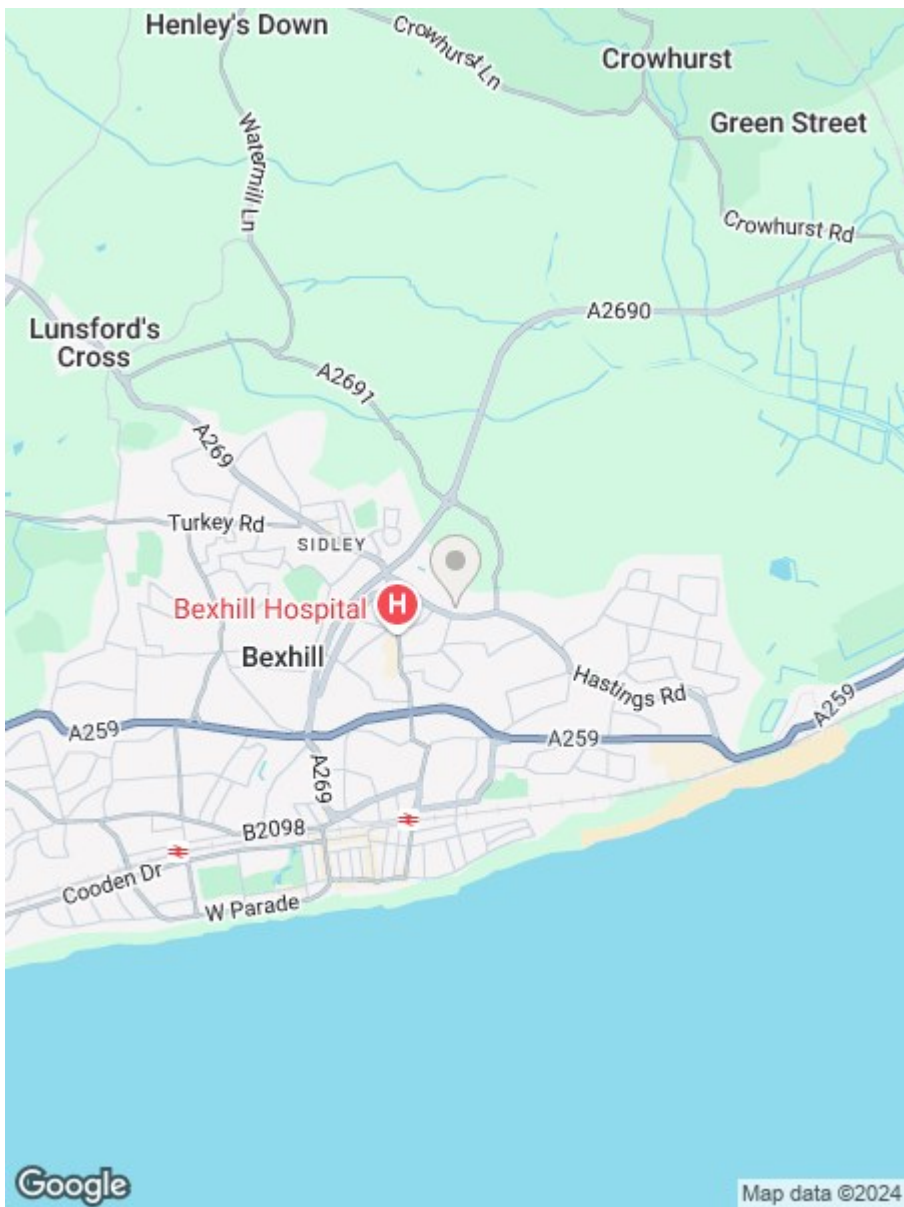 Henley's Down
Crowhurst Ln
Crowhurst
Green Street
Watermill Ln
Crowhurst Rd
A2690
Lunsford's
Cross
A2691
A269
Turkey Rd
SIDLEY
Bexhill Hospital
H
Bexhill
Hastings Rd
A259
A259
A259
A269
B2098
Cooden Dr
W Parade
Google
Map data ©2024